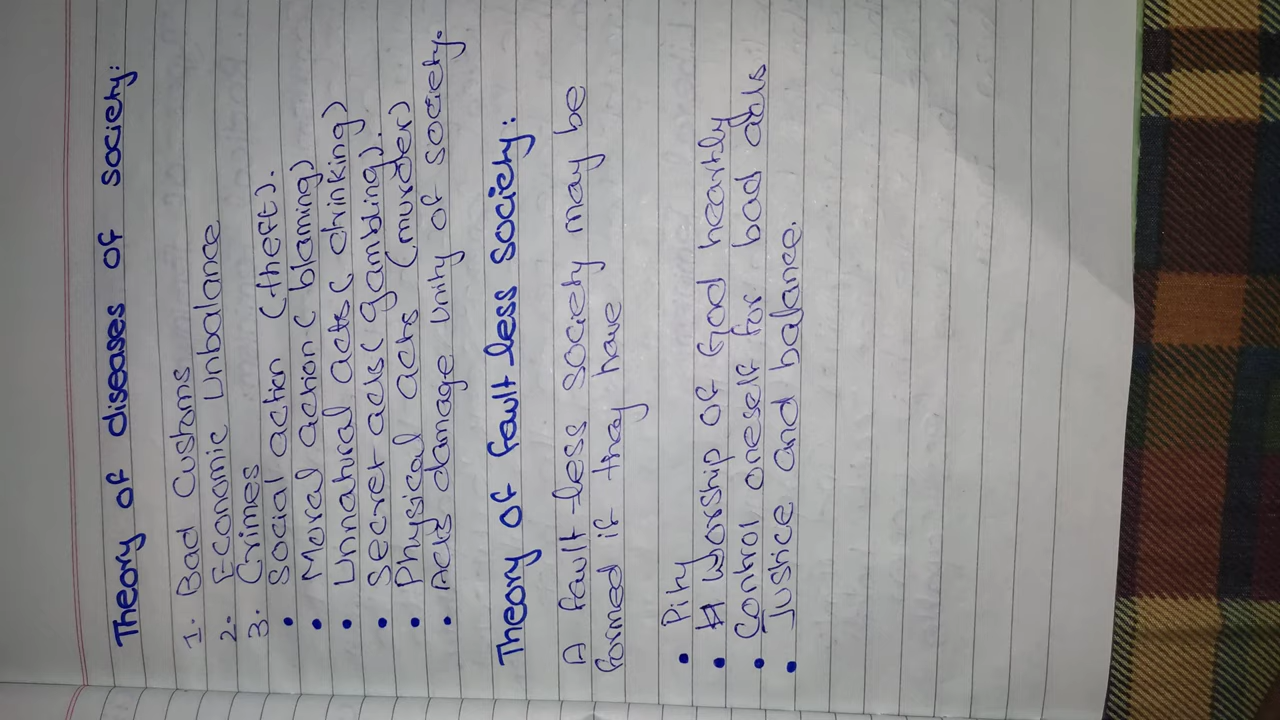 Theory of diseases of society:
1. Bad Customs
2. Economic Unbalance
3. Crimes
• Social action (theft).
• Moral action ( blaming)
• Unnatural acts ( drinking)
• Secret acts ( gambling).
• Physical acts (murder)
• Acts damage unity of society.
Theory of fault less society:
A fault less society may be
formed if they have
• Pity
• Worship of God heartly
• Control oneself for bad acts
• Justice and balance.